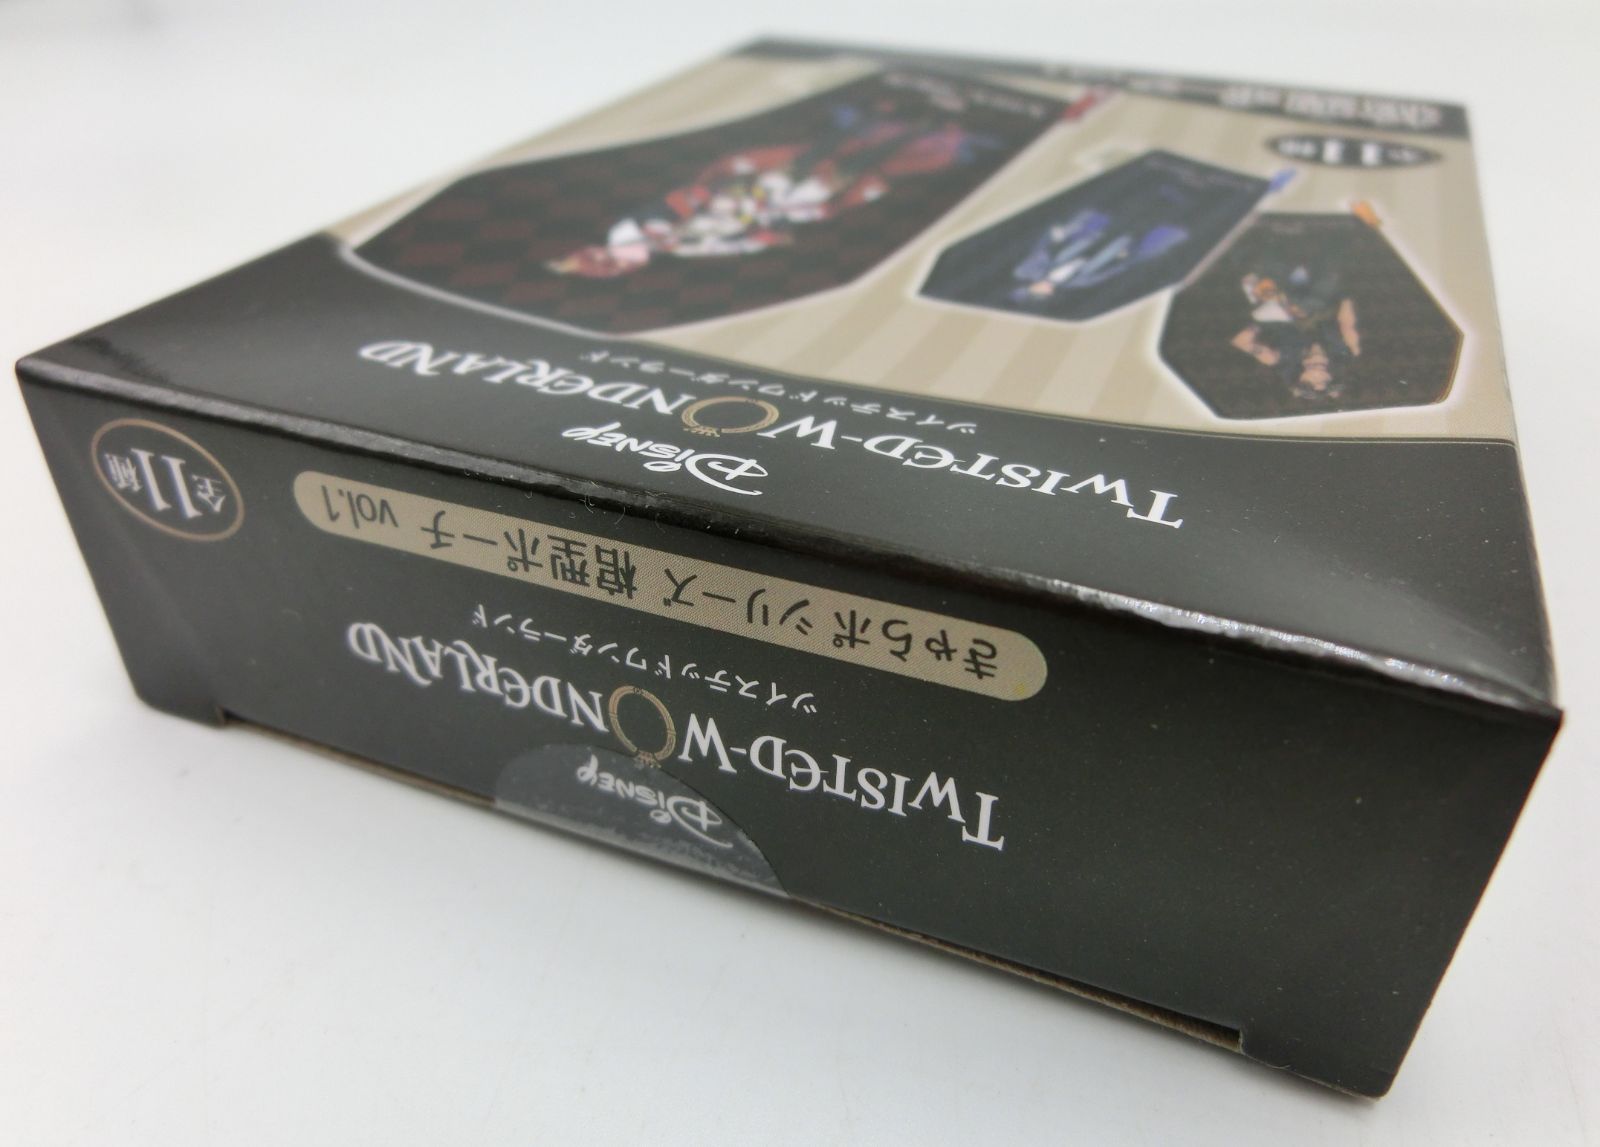 全11種
Disney
TWISTED-WONDERLAND
ツイステッドワンダーランド
Disney
TWISTED-WONDERLAND
ツイステッドワンダーランド
きゃらポシリーズ 棺型ポーチ vol.1
全11種